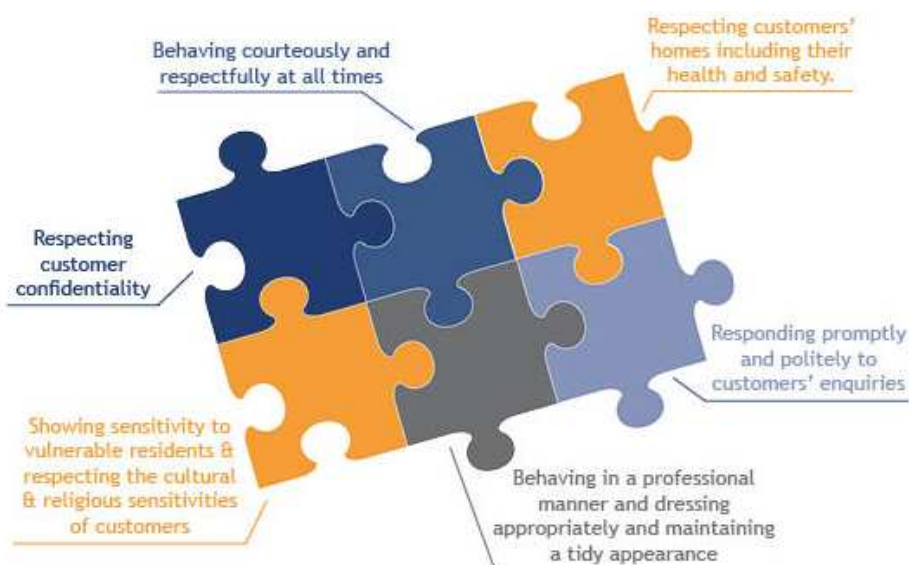 Behaving courteously and
respectfully at all times
Respecting customers'
homes including their
health and safety.
Respecting
customer
confidentiality
Responding promptly
and politely to
customers' enquiries
Showing sensitivity to
vulnerable residents &
respecting the cultural
& religious sensitivities
of customers
Behaving in a professional
manner and dressing
appropriately and maintaining
a tidy appearance